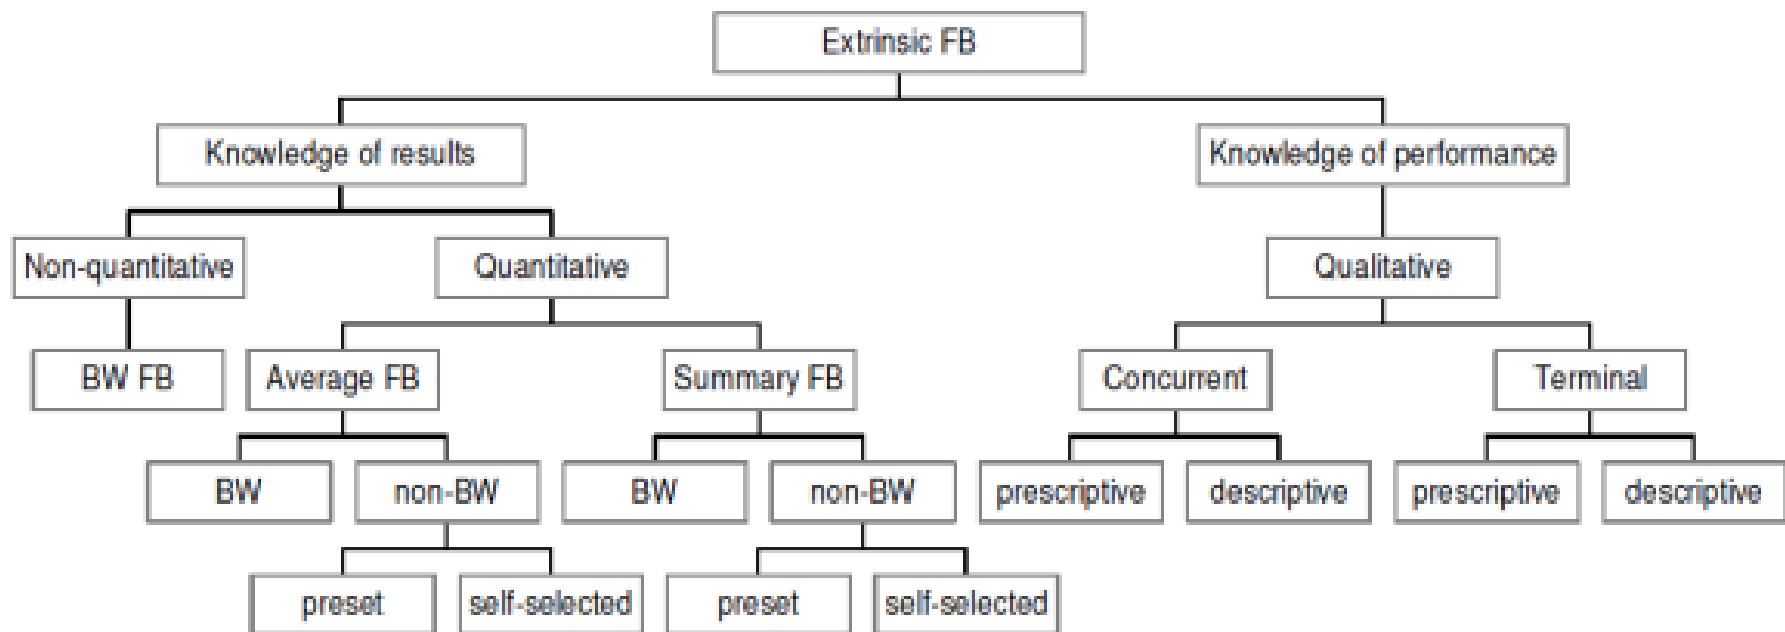 Extrinsic FB
Knowledge of results
Knowledge of performance
Non-quantitative
Quantitative
Qualitative
BW FB
Average FB
Summary FB
Concurrent
Terminal
BW
non-BW
BW
non-BW
prescriptive
descriptive
prescriptive
descriptive
preset
self-selected
preset
self-selected